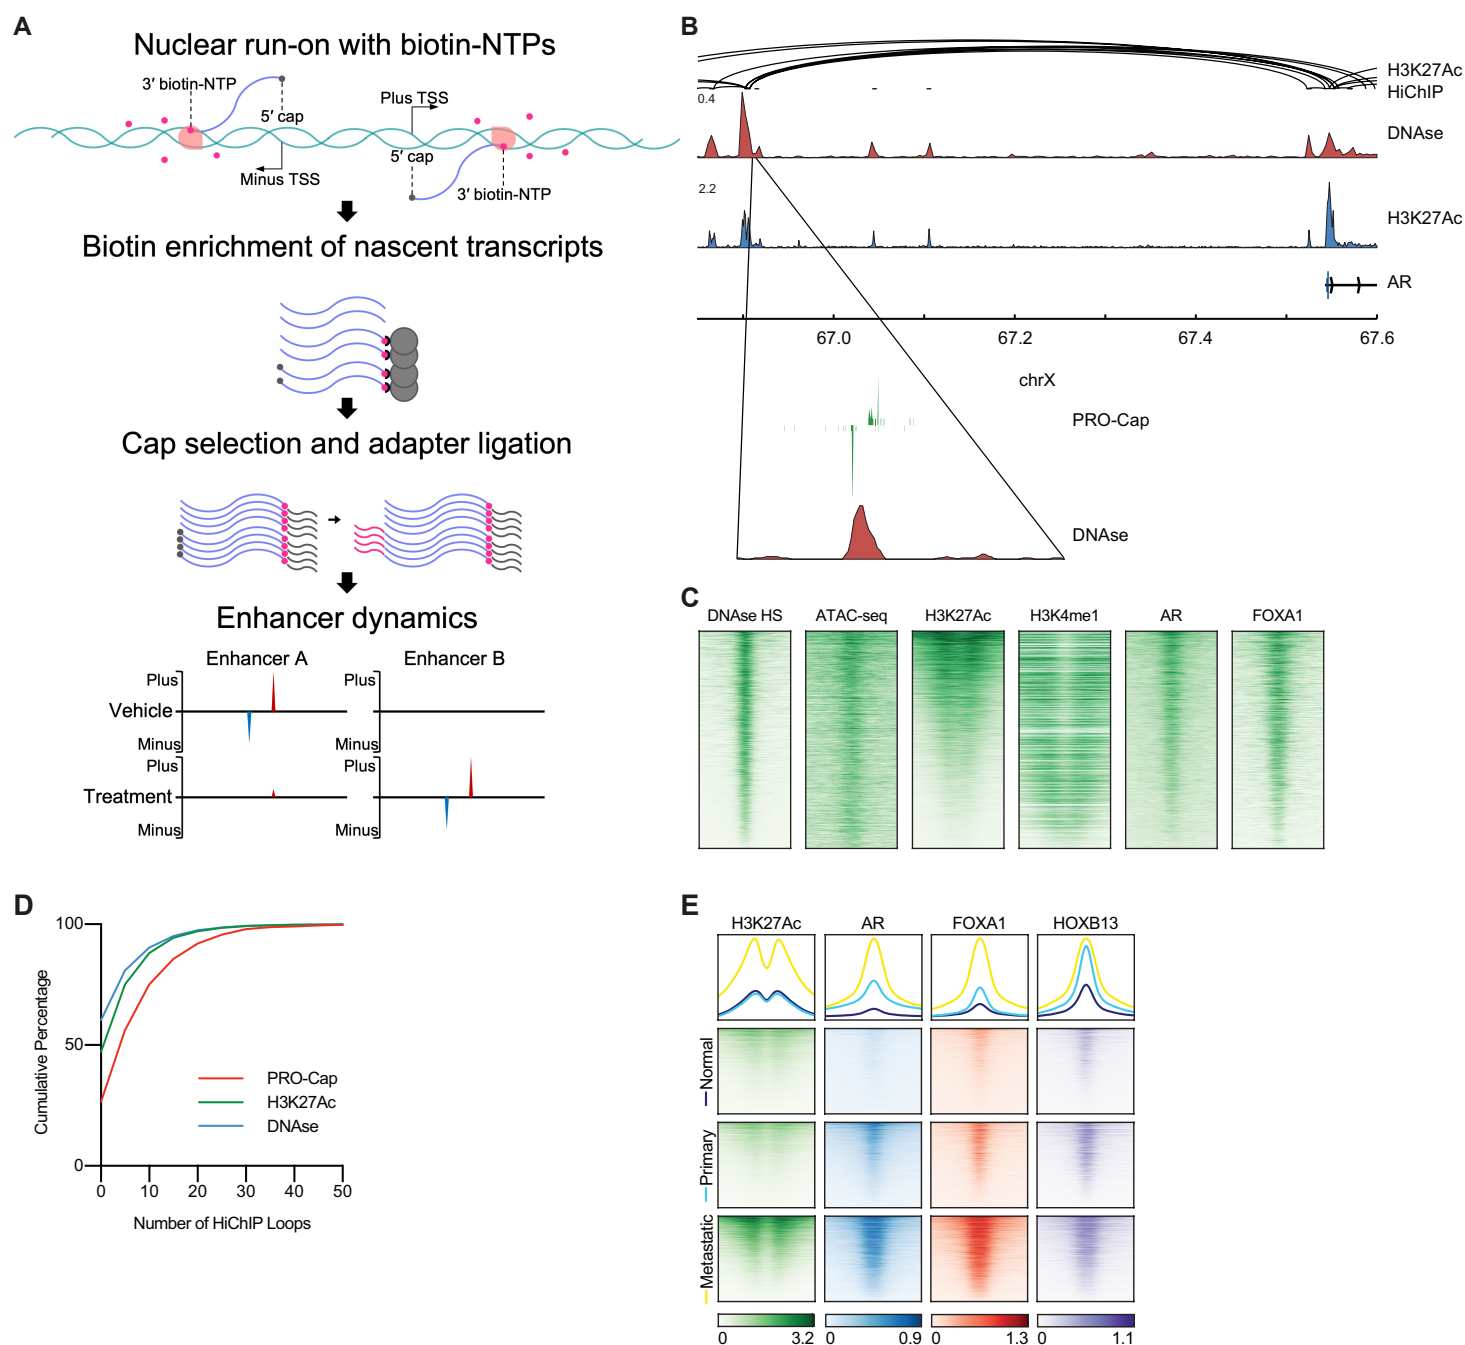 A
Nuclear run-on with biotin-NTPs
3′ biotin-NTP
5′ cap
Plus TSS
Minus TSS
5′ cap
3′ biotin-NTP
Biotin enrichment of nascent transcripts
Cap selection and adapter ligation
Enhancer dynamics
Enhancer A
Enhancer B
Plus
Vehicle
Minus
Plus
Minus
Plus
Treatment
Minus
Plus
Minus
B
H3K27Ac
HiChIP
0.4
DNAse
2.2
H3K27Ac
AR
67.0
67.2
67.4
67.6
chrX
PRO-Cap
DNAse
C
DNAse HS
ATAC-seq
H3K27Ac
H3K4me1
AR
FOXA1
D
Cumulative Percentage
100
50
0
PRO-Cap
H3K27Ac
DNAse
0
10
20
30
40
50
Number of HiChIP Loops
E
H3K27Ac
AR
FOXA1
HOXB13
Normal
Primary
Metastatic
0
3.2
0
0.9
0
1.3
0
1.1